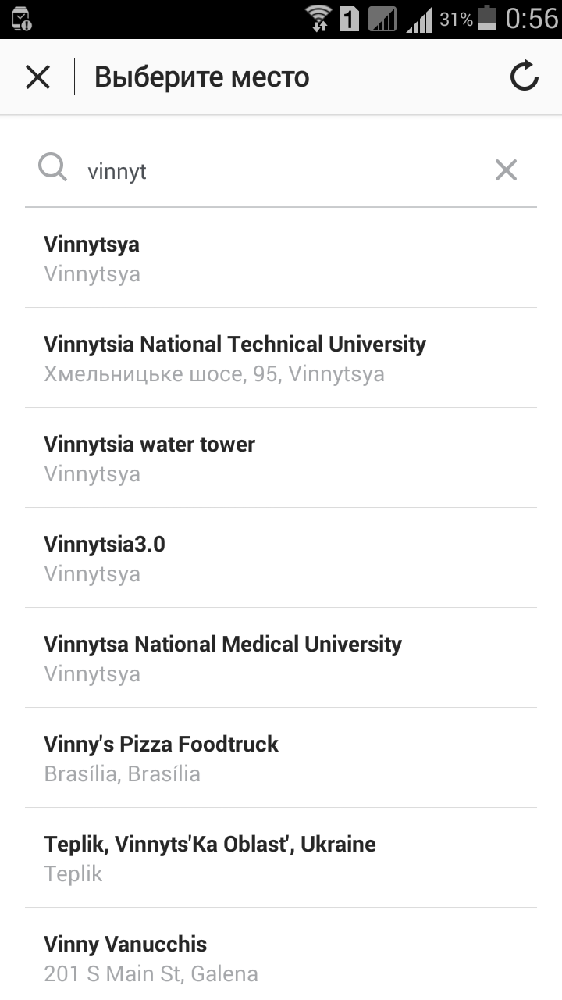 1 31% 0:56
Выберите место
vinnyt
Vinnytsya
Vinnytsya
Vinnytsia National Technical University
Хмельницьке шосе, 95, Vinnytsya
Vinnytsia water tower
Vinnytsya
Vinnytsia3.0
Vinnytsya
Vinnytsa National Medical University
Vinnytsya
Vinny's Pizza Foodtruck
Brasília, Brasília
Teplik, Vinnyts'Ka Oblast', Ukraine
Teplik
Vinny Vanucchis
201 S Main St, Galena